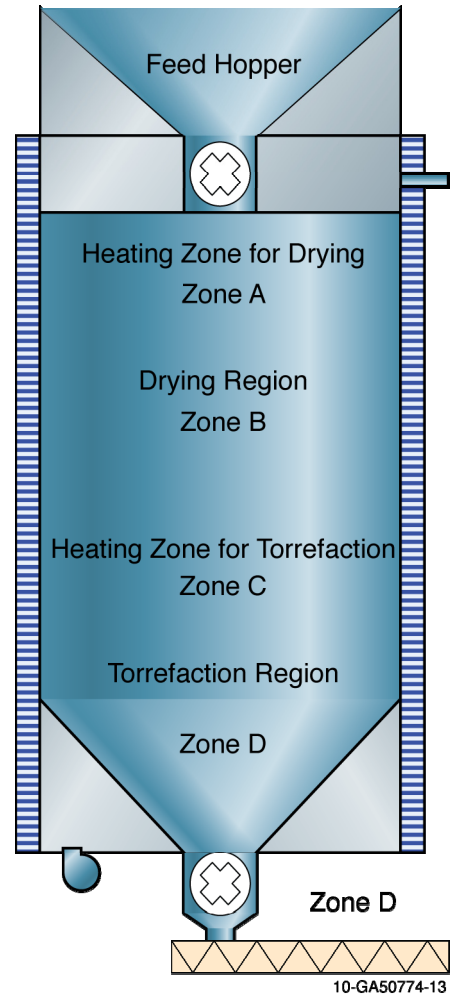 Feed Hopper
Heating Zone for Drying
Zone A
Drying Region
Zone B
Heating Zone for Torrefaction
Zone C
Torrefaction Region
Zone D
Zone D
10-GA50774-13